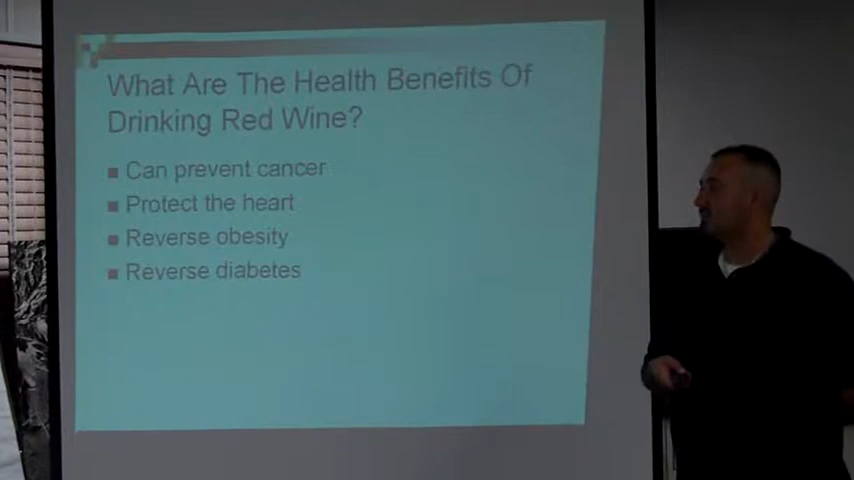 What Are The Health Benefits Of
Drinking Red Wine?
Can prevent cancer
Protect the heart
Reverse obesity
Reverse diabetes